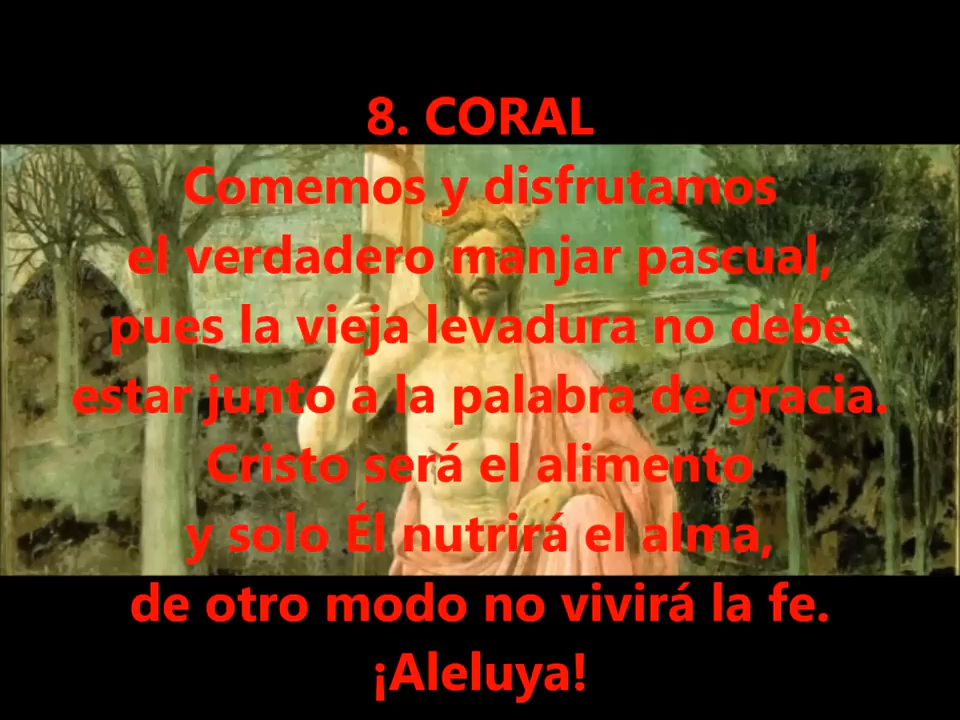 8. CORAL
Comemos y disfrutamos
el verdadero manjar pascual,
pues la vieja levadura no debe
estar junto a la palabra de gracia.
Cristo será el alimento
y solo Él nutrirá el alma,
de otro modo no vivirá la fe.
¡Aleluya!